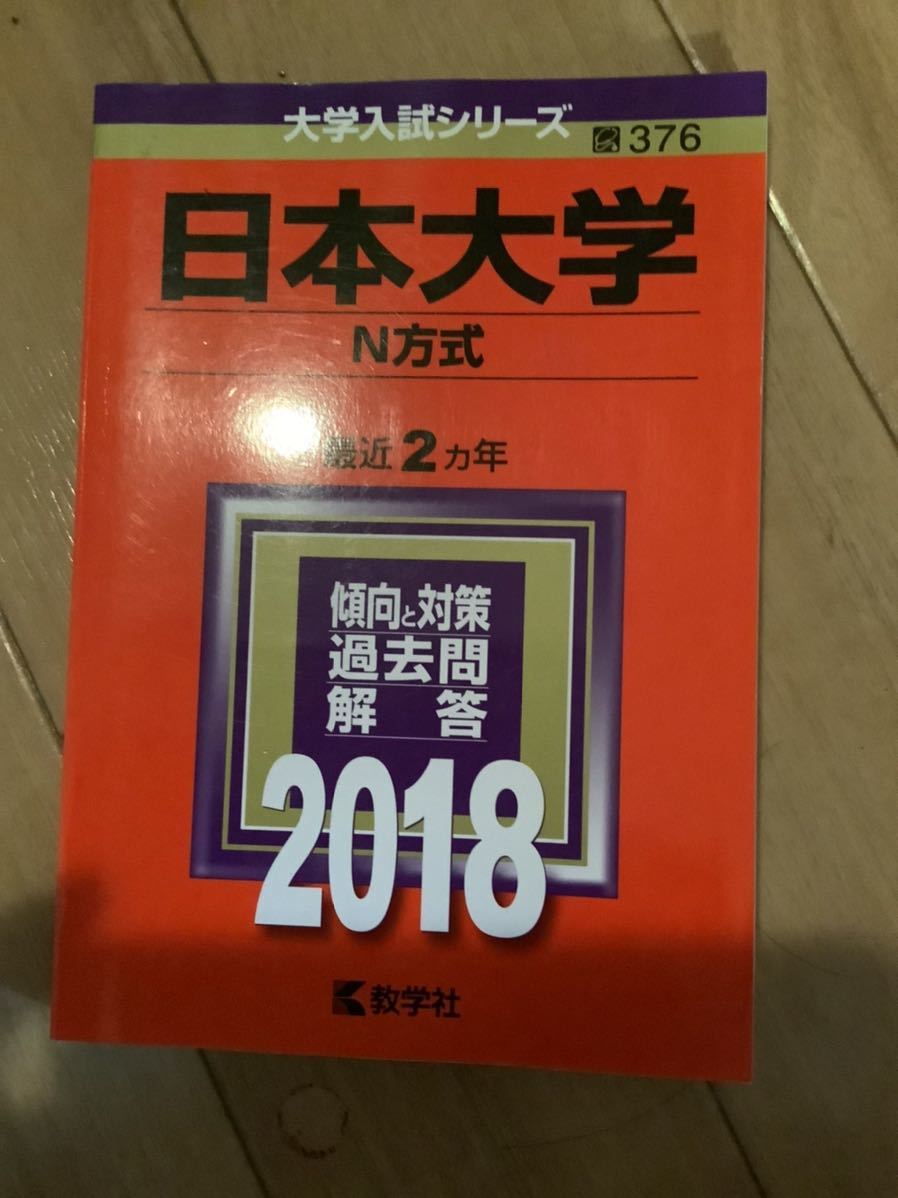 大学入試シリーズ
376
日本大学
N方式
最近2カ年
傾向と対策
過去問
解答
2018
教学社